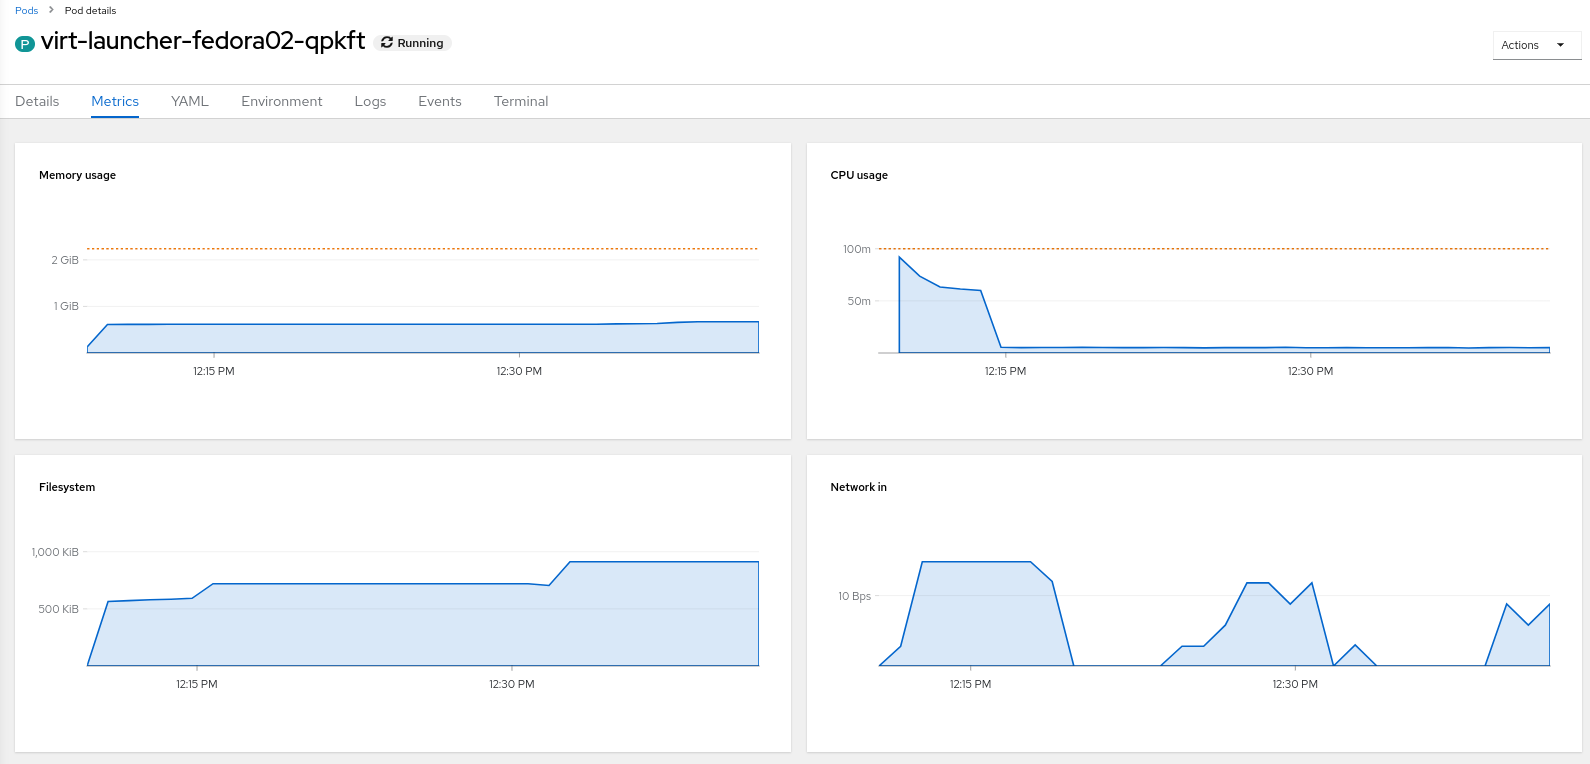 Pods > Pod details
P virt-launcher-fedora02-qpkft Running
Actions
Details Metrics YAML Environment Logs Events Terminal
Memory usage
2 GiB
1 GiB
12:15 PM 12:30 PM
CPU usage
100m
50m
12:15 PM 12:30 PM
Filesystem
1,000 KiB
500 KiB
12:15 PM 12:30 PM
Network in
10 Bps
12:15 PM 12:30 PM